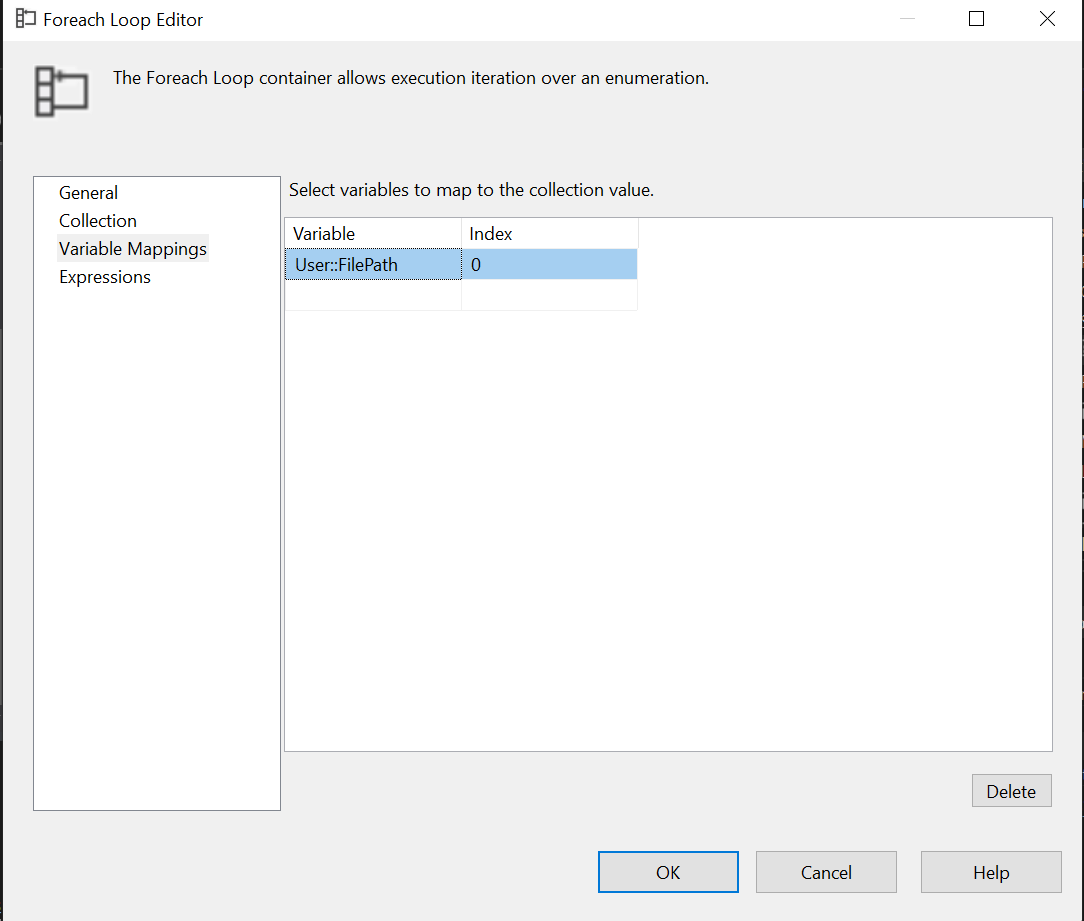 Foreach Loop Editor
The Foreach Loop container allows execution iteration over an enumeration.
General
Collection
Variable Mappings
Expressions
Select variables to map to the collection value.
Variable Index
User::FilePath 0
Delete
OK Cancel Help